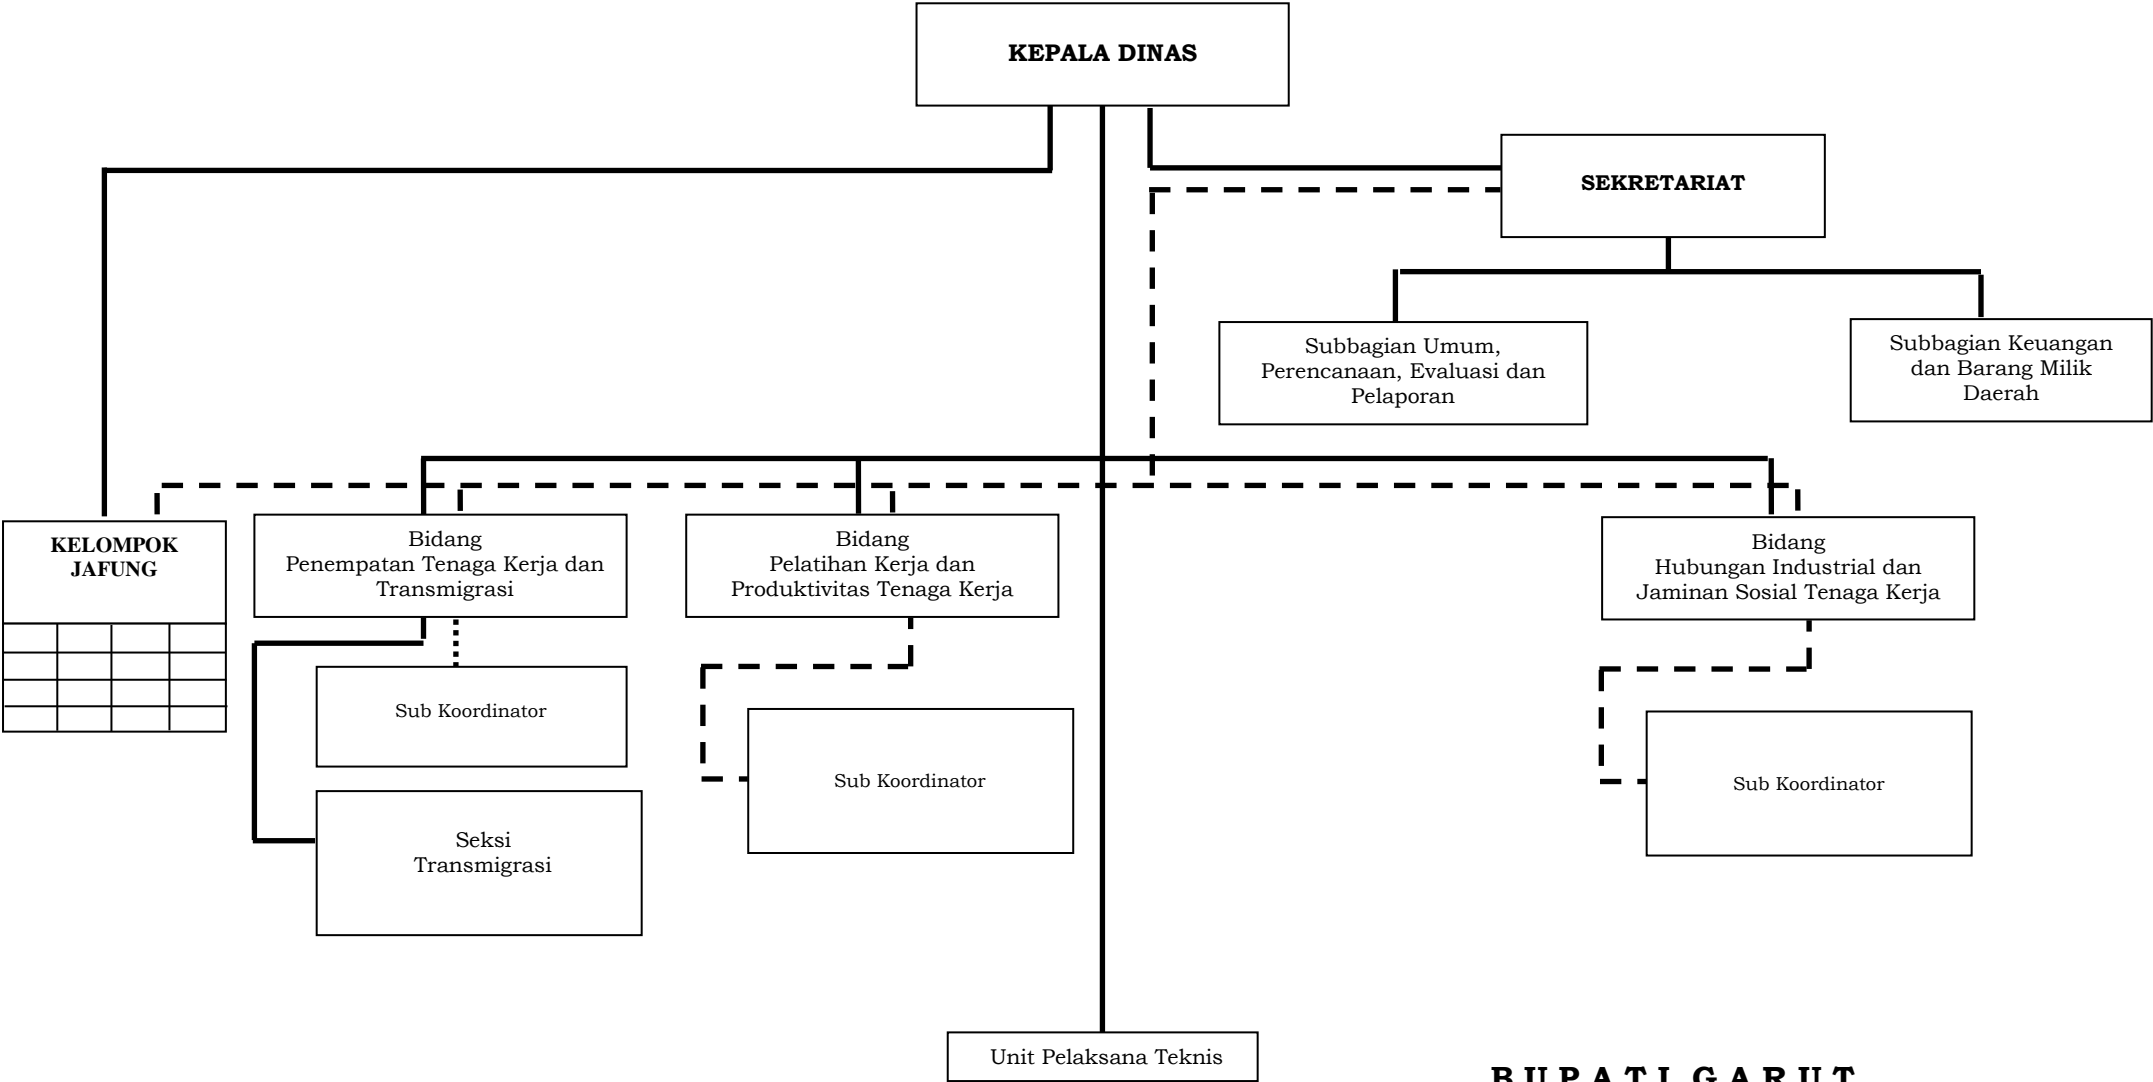 KEPALA DINAS
SEKRETARIAT
Subbagian Umum,
Perencanaan, Evaluasi dan
Pelaporan
Subbagian Keuangan
dan Barang Milik
Daerah
KELOMPOK
JAFUNG
Bidang
Penempatan Tenaga Kerja dan
Transmigrasi
Bidang
Pelatihan Kerja dan
Produktivitas Tenaga Kerja
Bidang
Hubungan Industrial dan
Jaminan Sosial Tenaga Kerja
Sub Koordinator
Sub Koordinator
Sub Koordinator
Seksi
Transmigrasi
Unit Pelaksana Teknis
B U P A T I G A R U T